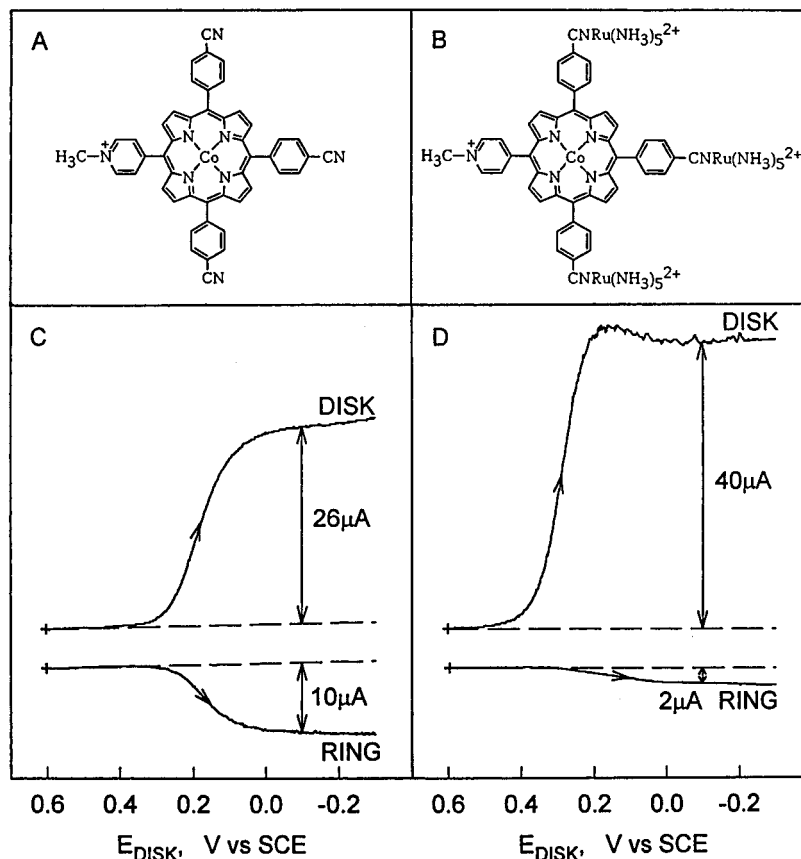 A
CN
H3C
N
+
N
N
Co
N
N
CN
CN
B
CNRu(NH3)5 2+
H3C
N
+
N
N
Co
N
N
CNRu(NH3)5 2+
CNRu(NH3)5 2+
C
DISK
26μA
10μA
RING
0.6 0.4 0.2 0.0 -0.2
EDISK, V vs SCE
D
DISK
40μA
2μA RING
0.6 0.4 0.2 0.0 -0.2
EDISK, V vs SCE